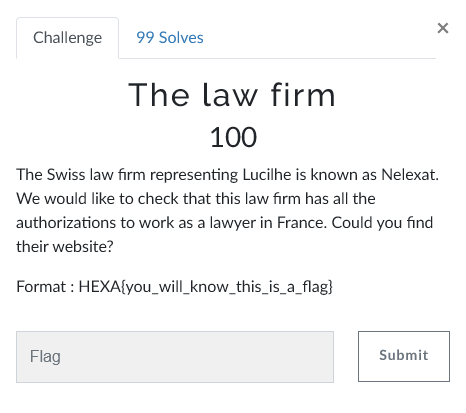 Challenge
99 Solves
×
The law firm
100
The Swiss law firm representing Lucilhe is known as Nelexat.
We would like to check that this law firm has all the
authorizations to work as a lawyer in France. Could you find
their website?
Format : HEXA{you_will_know_this_is_a_flag}
Flag
Submit